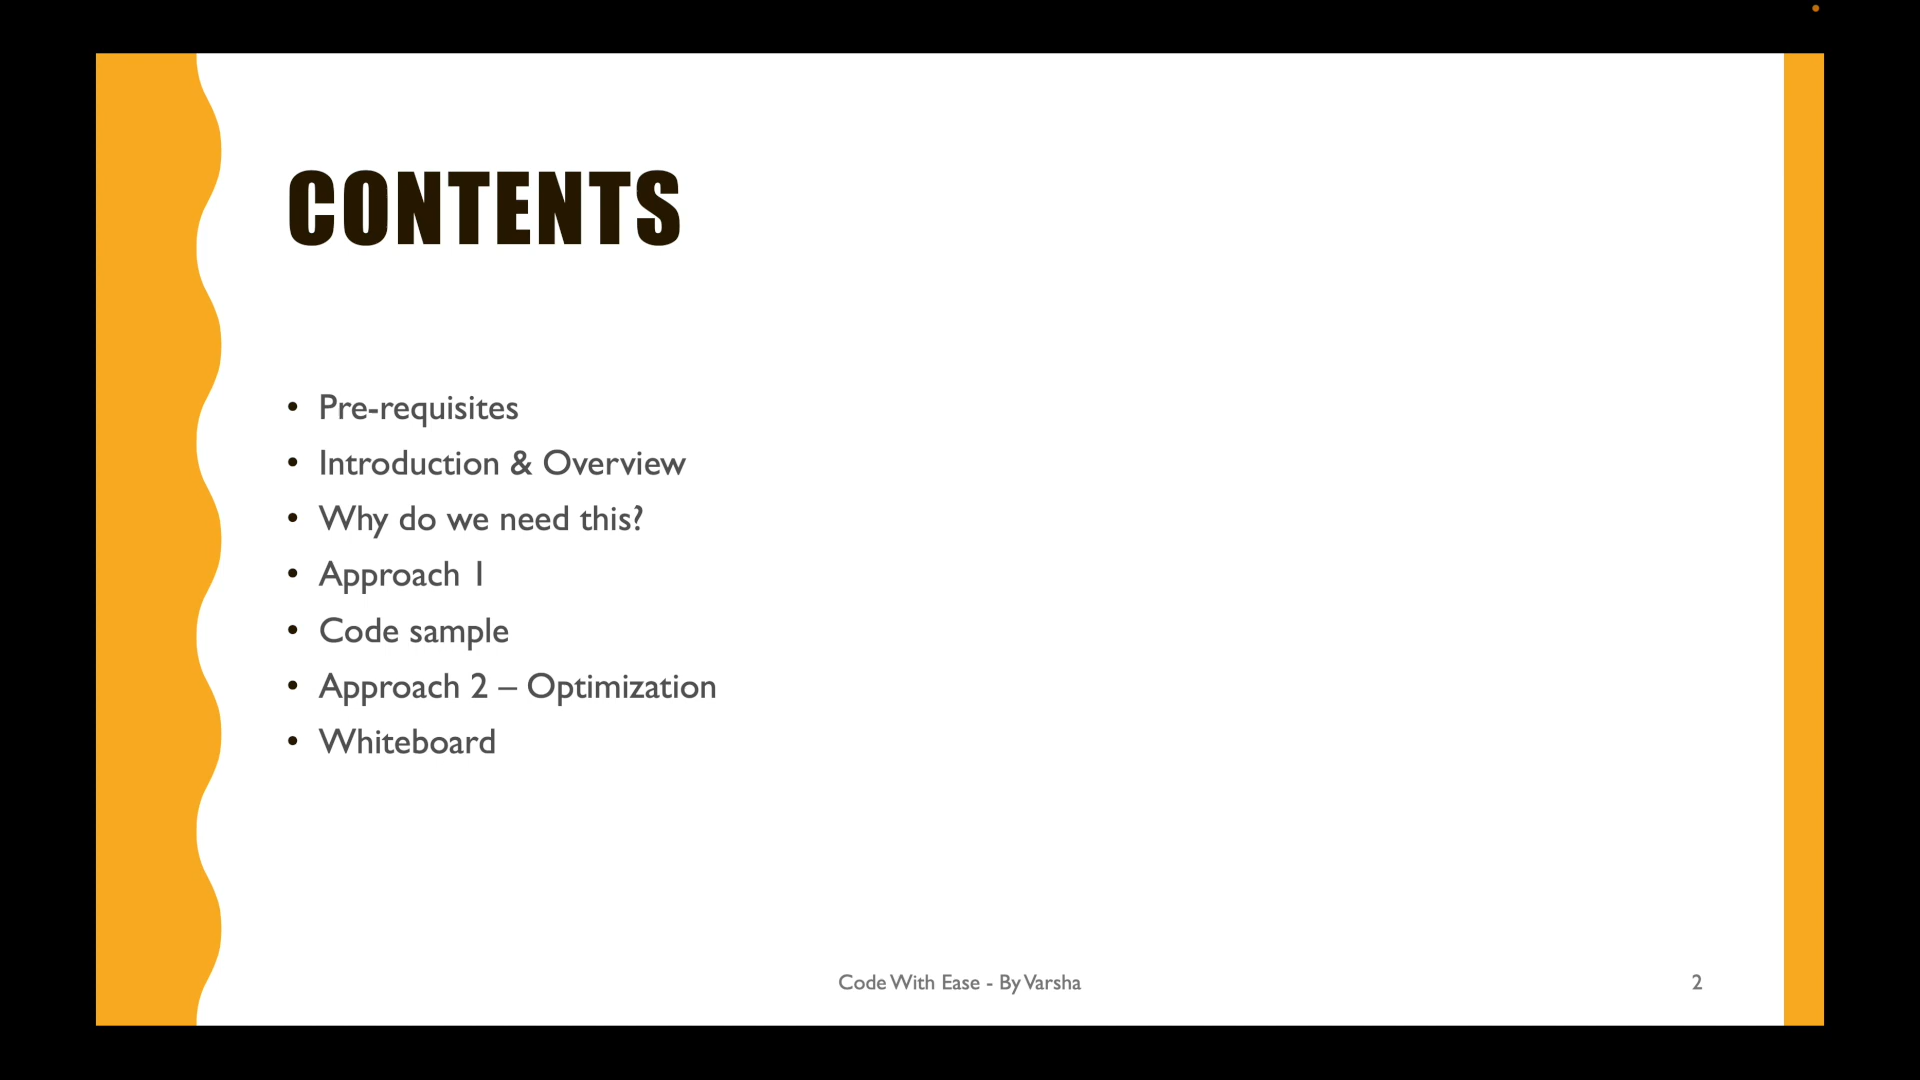 CONTENTS
• Pre-requisites
• Introduction & Overview
• Why do we need this?
• Approach 1
• Code sample
• Approach 2 – Optimization
• Whiteboard
Code With Ease - By Varsha
2